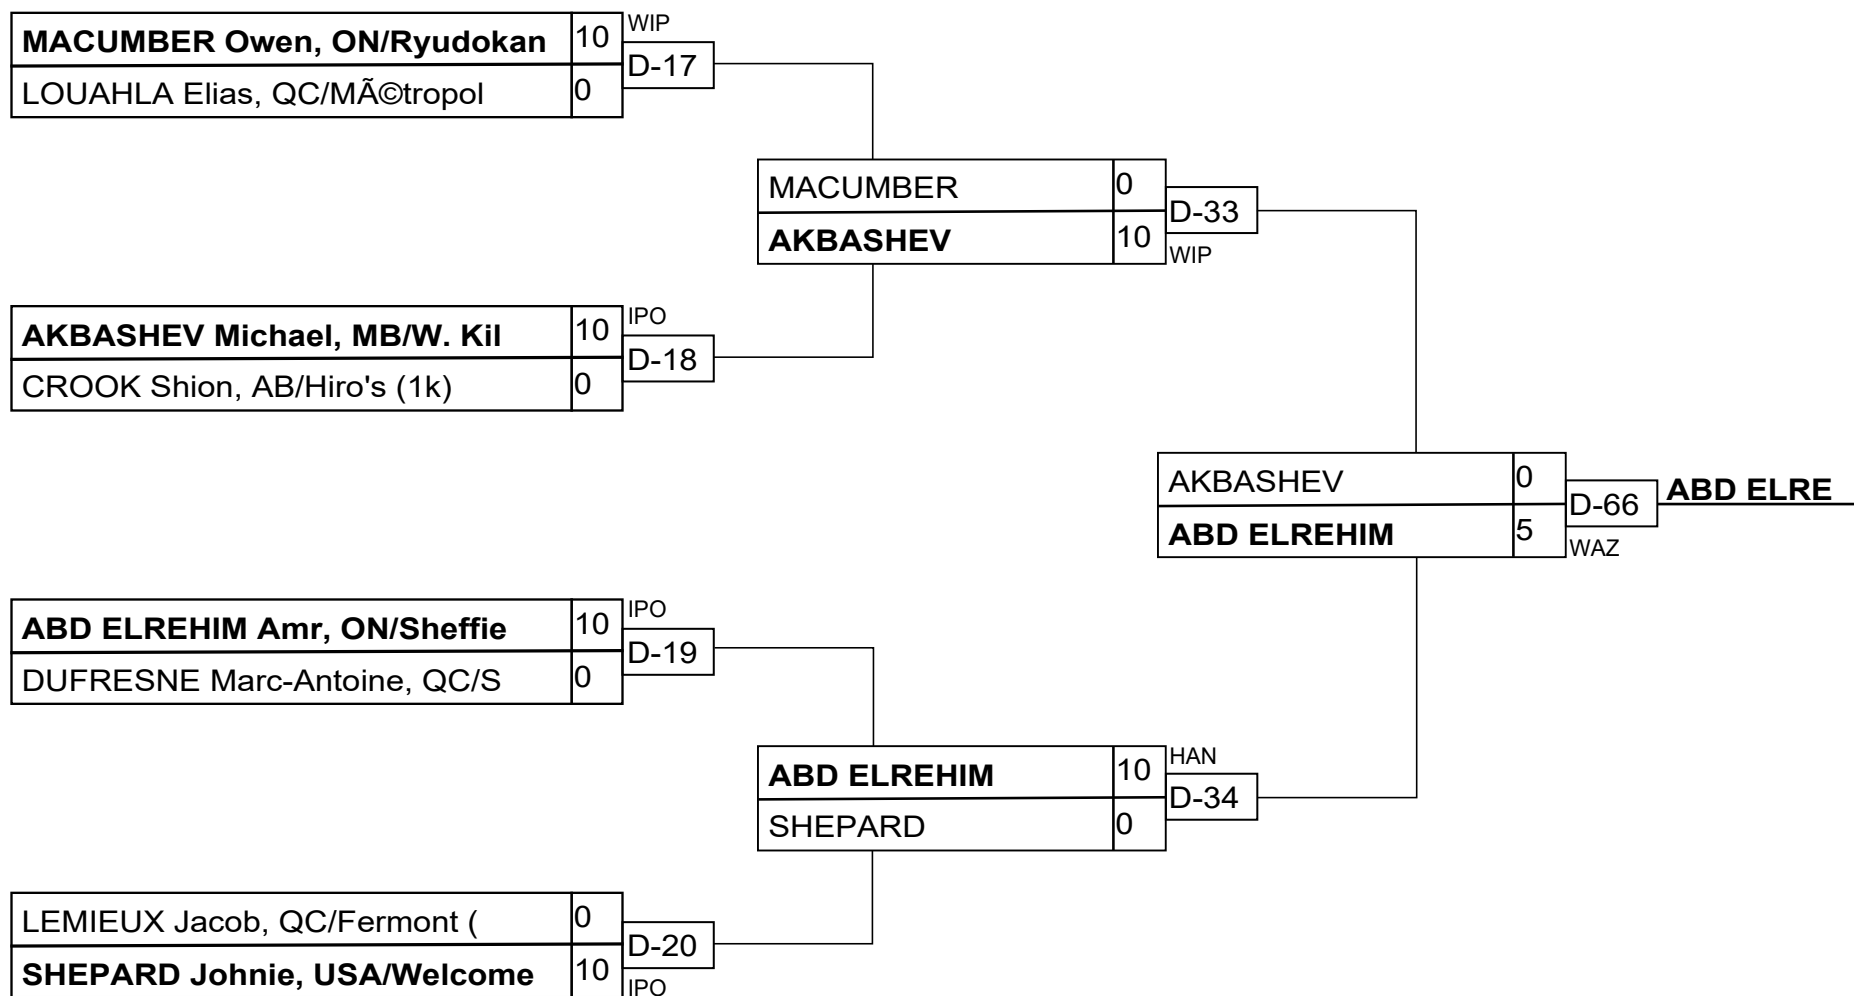 MACUMBER Owen, ON/Ryudokan 10 WIP
D-17
LOUAHLA Elias, QC/MÃ©tropol 0
MACUMBER 0
D-33
AKBASHEV 10 WIP
AKBASHEV Michael, MB/W. Kil 10 IPO
D-18
CROOK Shion, AB/Hiro's (1k) 0
AKBASHEV 0
D-66 ABD ELRE
ABD ELREHIM 5 WAZ
ABD ELREHIM Amr, ON/Sheffie 10 IPO
D-19
DUFRESNE Marc-Antoine, QC/S 0
ABD ELREHIM 10 HAN
D-34
SHEPARD 0
LEMIEUX Jacob, QC/Fermont ( 0
D-20
SHEPARD Johnie, USA/Welcome 10 IPO